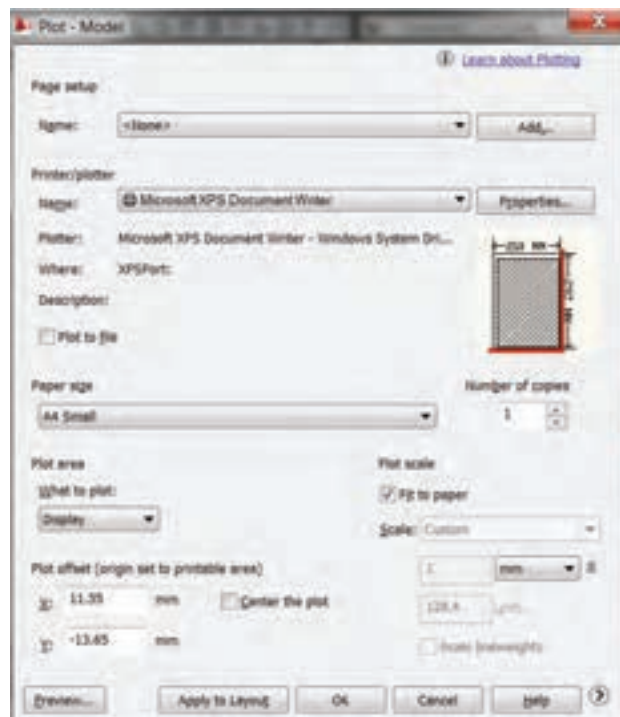 Plot - Model
Learn about Plotting
Page setup
Name: <None> Add...
Printer/plotter
Name: Microsoft XPS Document Writer Properties...
Plotter: Microsoft XPS Document Writer - Windows System Dri...
Where: XPSPort:
Description:
Plot to file
Paper size
Number of copies
A4 Small
1
Plot area
What to plot:
Display
Plot scale
Fit to paper
Scale: Custom
Plot offset (origin set to printable area)
X: 11.55 mm
Center the plot
Y: -13.65 mm
mm =
Scale lineweights
Preview... Apply to Layout OK Cancel Help